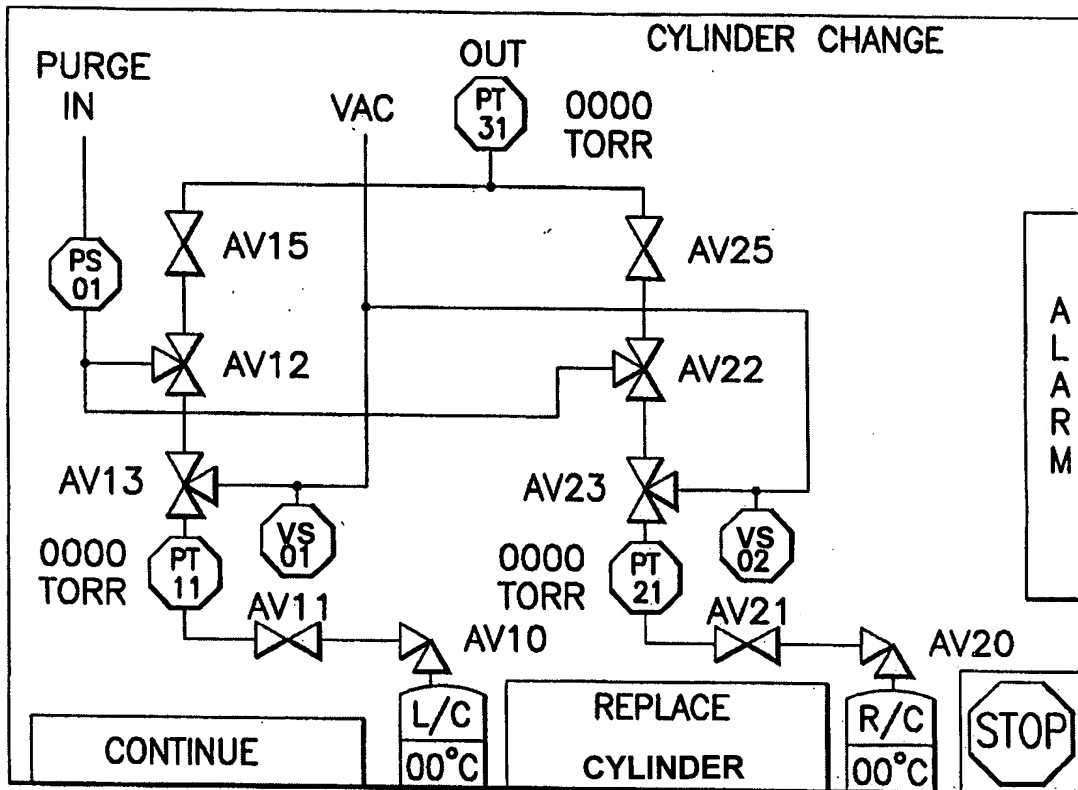 CYLINDER CHANGE
PURGE
IN
VAC
OUT
PT
31
0000
TORR
PS
01
AV15
AV25
AV12
AV22
AV13
AV23
VS
01
VS
02
0000
TORR
PT
11
0000
TORR
PT
21
AV11
AV10
AV21
AV20
L/C
00°C
R/C
00°C
CONTINUE
REPLACE
CYLINDER
STOP
ALARM